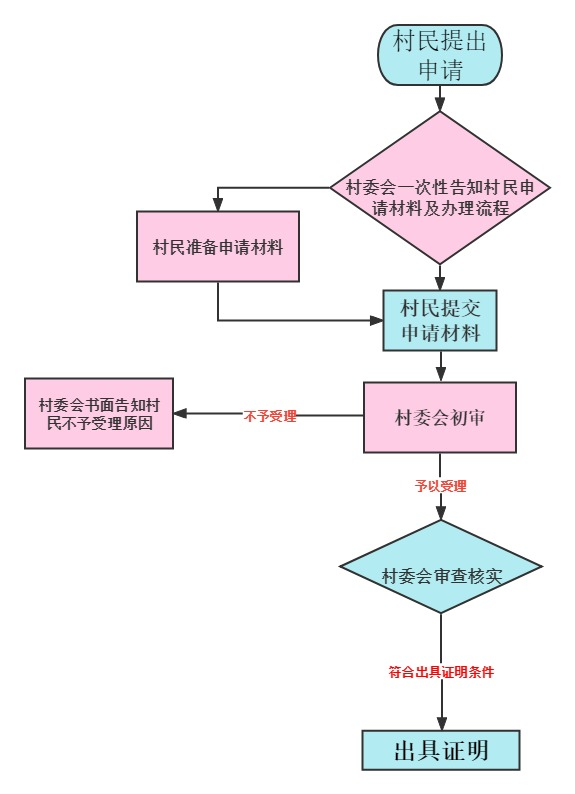 村民提出
申请
村委会一次性告知村民申
请材料及办理流程
村民准备申请材料
村民提交
申请材料
村委会书面告知村
民不予受理原因
不予受理
村委会初审
予以受理
村委会审查核实
符合出具证明条件
出具证明